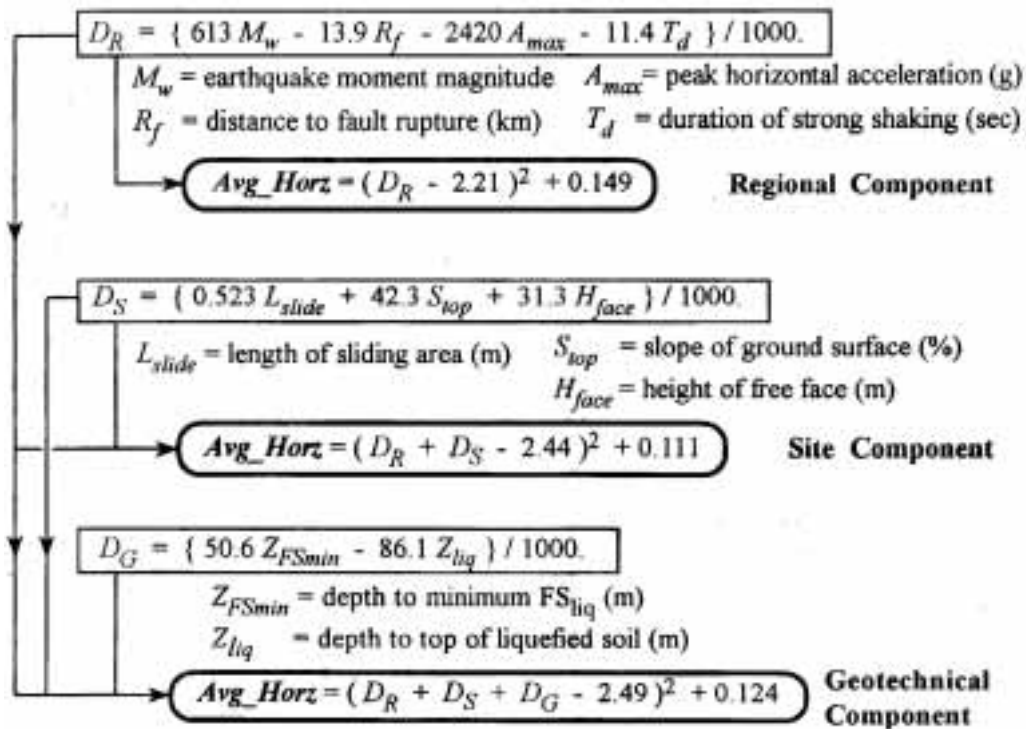 D_R = { 613 M_w - 13.9 R_f - 2420 A_max - 11.4 T_d } / 1000.
M_w = earthquake moment magnitude A_max = peak horizontal acceleration (g)
R_f = distance to fault rupture (km) T_d = duration of strong shaking (sec)
Avg_Horz = ( D_R - 2.21 )² + 0.149 Regional Component
D_S = { 0.523 L_slide + 42.3 S_top + 31.3 H_face } / 1000.
L_slide = length of sliding area (m) S_top = slope of ground surface (%)
H_face = height of free face (m)
Avg_Horz = ( D_R + D_S - 2.44 )² + 0.111 Site Component
D_G = { 50.6 Z_FSmin - 86.1 Z_liq } / 1000.
Z_FSmin = depth to minimum FS_liq (m)
Z_liq = depth to top of liquefied soil (m)
Avg_Horz = ( D_R + D_S + D_G - 2.49 )² + 0.124 Geotechnical
Component